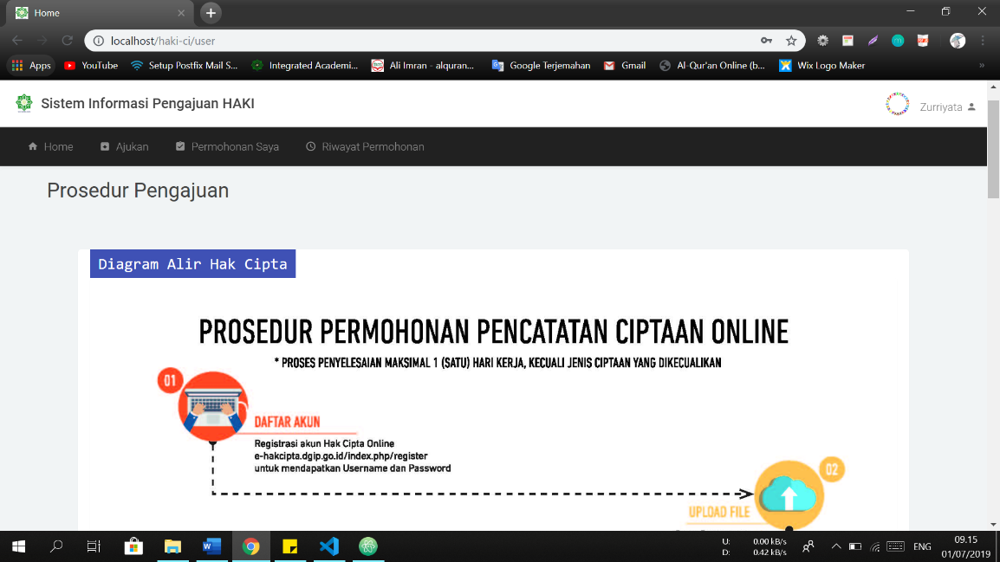 Home
localhost/haki-ci/user
Apps
YouTube
Setup Postfix Mail S...
Integrated Academi...
Ali Imran - alquran...
Google Terjemahan
Gmail
Al-Qur'an Online (b...
Wix Logo Maker
Sistem Informasi Pengajuan HAKI
Zurriyata
Home
Ajukan
Permohonan Saya
Riwayat Permohonan
Prosedur Pengajuan
Diagram Alir Hak Cipta
PROSEDUR PERMOHONAN PENCATATAN CIPTAAN ONLINE
* PROSES PENYELESAIAN MAKSIMAL 1 (SATU) HARI KERJA, KECUALI JENIS CIPTAAN YANG DIKECUALIKAN
01
DAFTAR AKUN
Registrasi akun Hak Cipta Online
e-hakcipta.dgip.go.id/index.php/register
untuk mendapatkan Username dan Password
02
UPLOAD FILE
U: 0.00 kB/s
D: 0.42 kB/s
ENG
09.15
01/07/2019